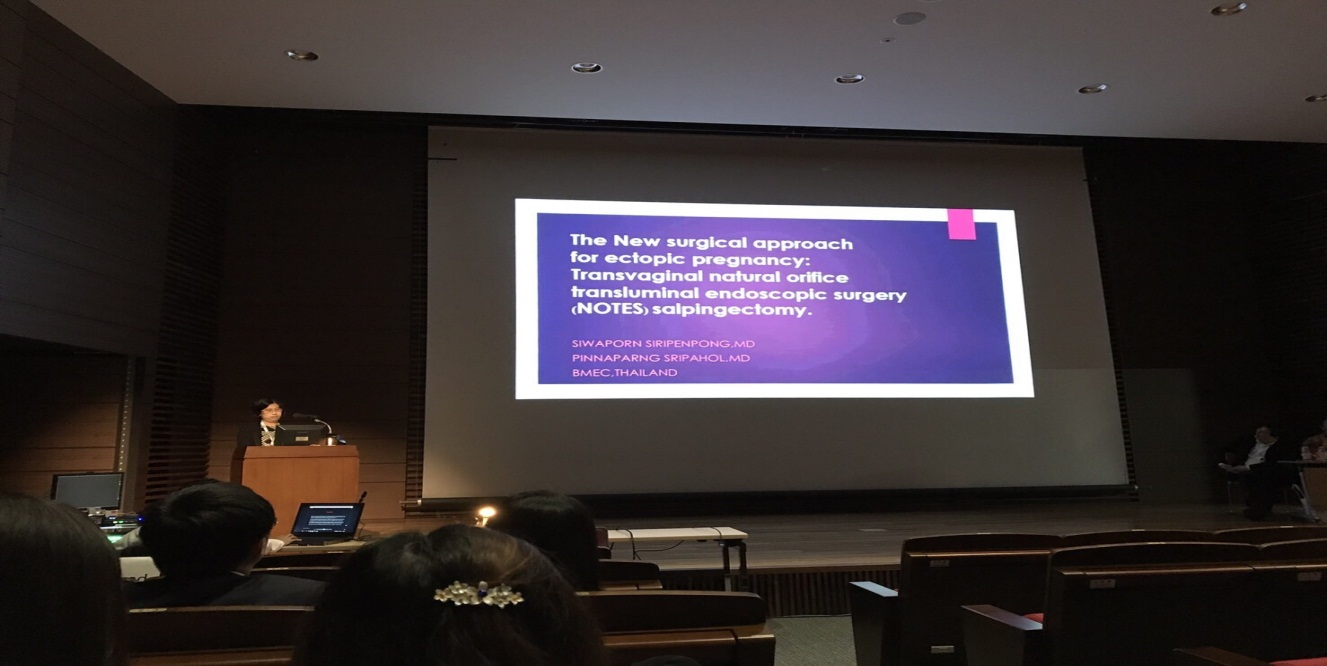 The New surgical approach
for ectopic pregnancy:
Transvaginal natural orifice
transluminal endoscopic surgery
(NOTES) salpingectomy.
SIWAPORN SIRIPENPONG,MD
PINNAPARNG SRIPAHOL,MD
BMEC,THAILAND